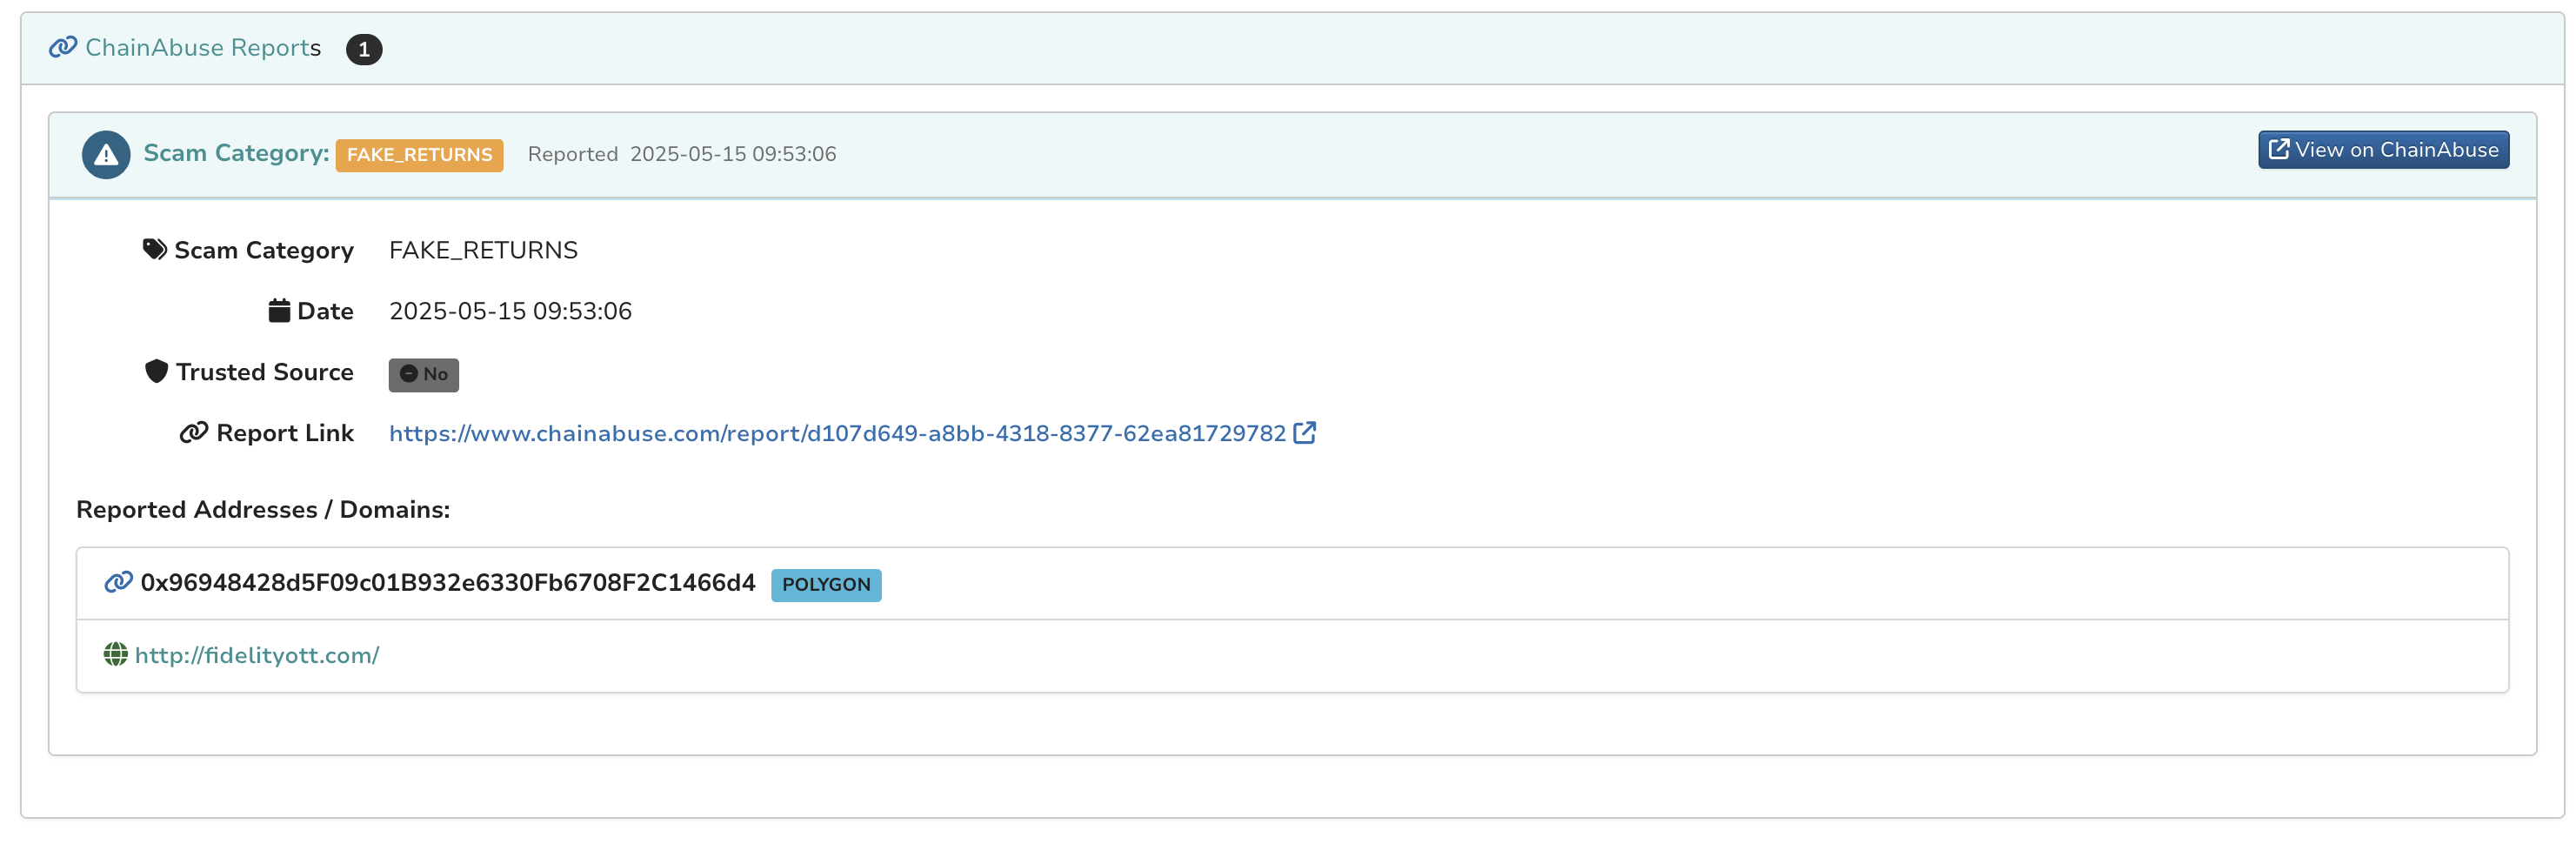 ChainAbuse Reports 1
Scam Category: FAKE_RETURNS Reported 2025-05-15 09:53:06 View on ChainAbuse
Scam Category FAKE_RETURNS
Date 2025-05-15 09:53:06
Trusted Source No
Report Link https://www.chainabuse.com/report/d107d649-a8bb-4318-8377-62ea81729782
Reported Addresses / Domains:
0x96948428d5F09c01B932e6330Fb6708F2C1466d4 POLYGON
http://fidelityott.com/